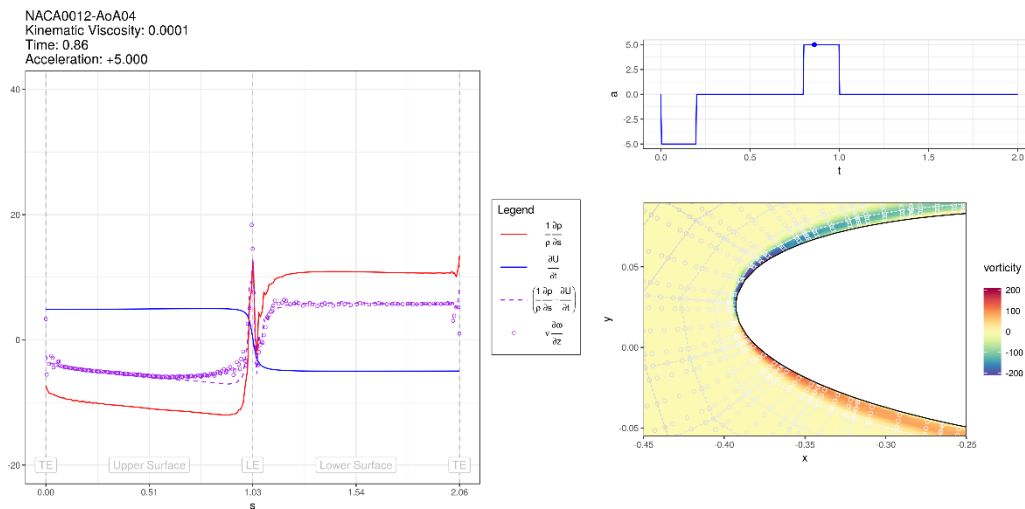 NACA0012-AoA04
Kinematic Viscosity: 0.0001
Time: 0.86
Acceleration: +5.000
40
20
0
-20
TE
Upper Surface
LE
Lower Surface
TE
0.00
0.51
1.03
1.54
2.06
s
Legend
1 ∂p
ρ ∂s
∂U
∂t
( 1 ∂p - ∂U )
ρ ∂s ∂t
ν ∂ω
∂z
5.0
2.5
0.0
-2.5
-5.0
a
0.0
0.5
1.0
1.5
2.0
t
0.05
0.00
-0.05
y
-0.45
-0.40
-0.35
-0.30
-0.25
x
vorticity
200
100
0
-100
-200